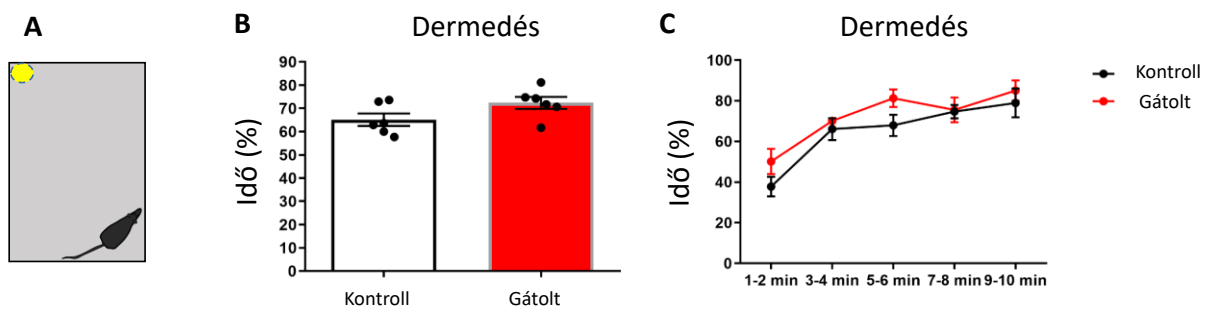 A
B
Dermedés
Idő (%)
90
80
70
60
50
40
30
20
10
0
Kontroll
Gátolt
C
Dermedés
Idő (%)
100
80
60
40
20
0
1-2 min 3-4 min 5-6 min 7-8 min 9-10 min
Kontroll
Gátolt